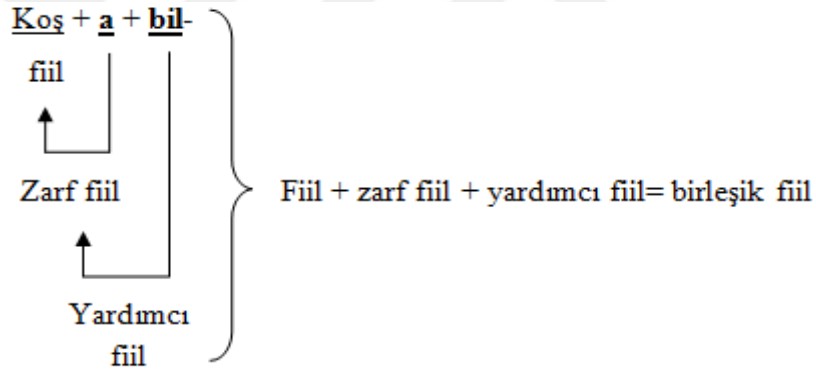 Koş + a + bil-
fiil
Zarf fiil
Fiil + zarf fiil + yardımcı fiil= birleşik fiil
Yardımcı
fiil